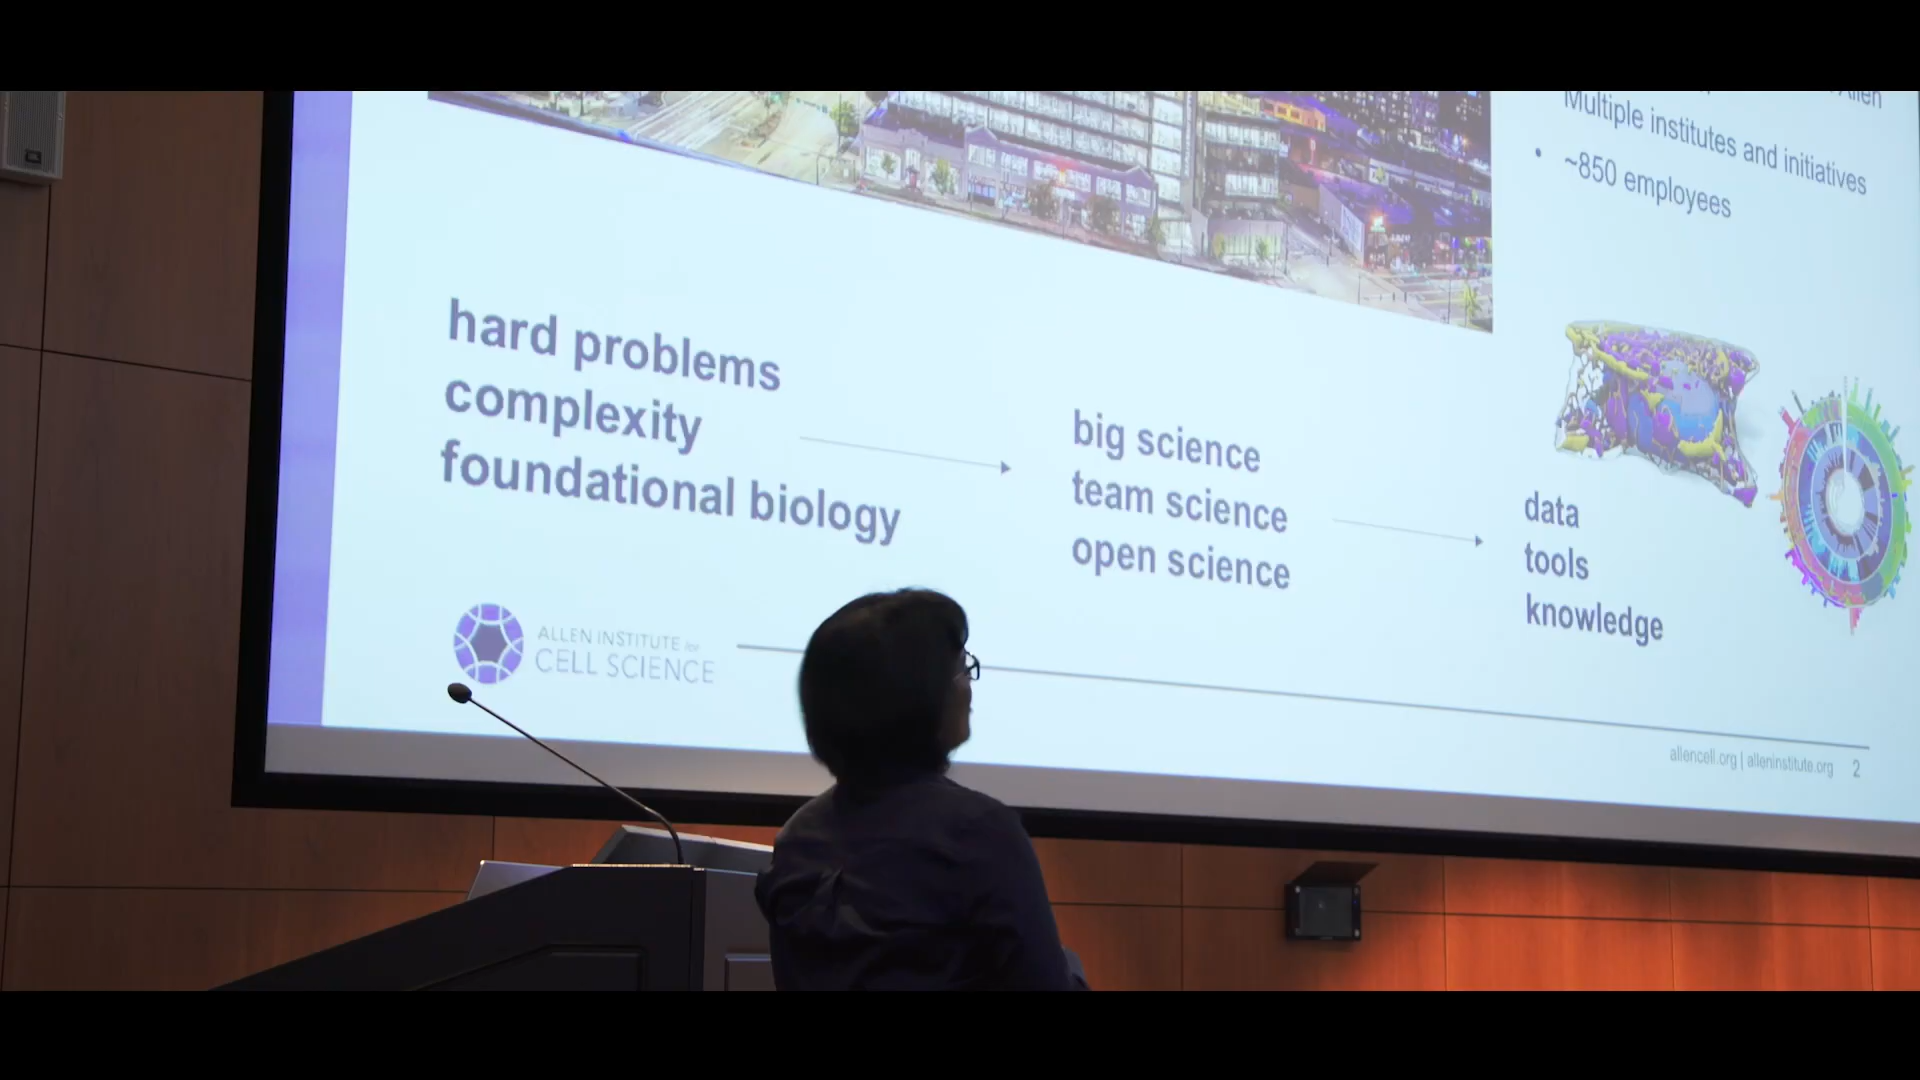 Allen
Multiple institutes and initiatives
• ~850 employees
hard problems
complexity
foundational biology
big science
team science
open science
data
tools
knowledge
ALLEN INSTITUTE for
CELL SCIENCE
allencell.org | alleninstitute.org 2